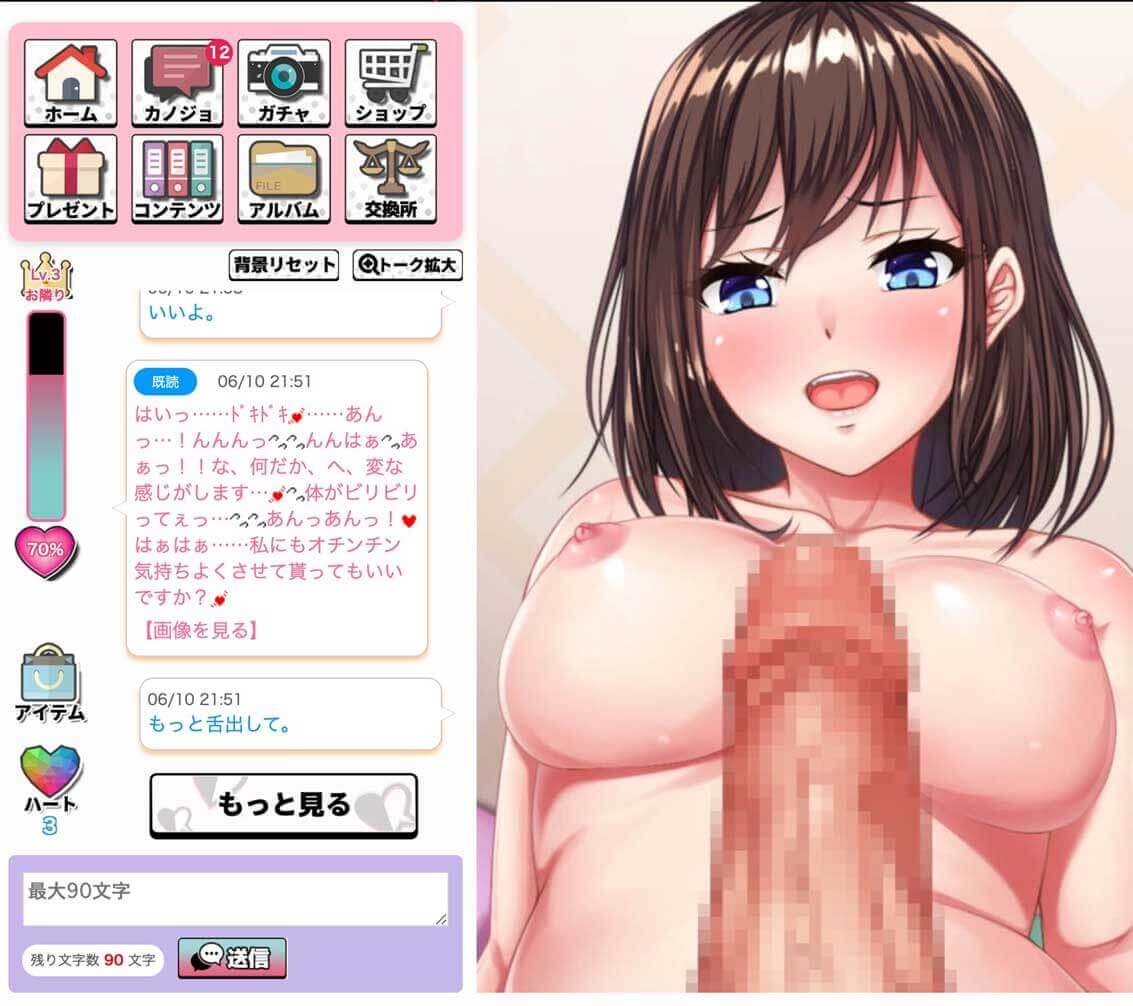 ホーム
カノジョ
12
ガチャ
ショップ
プレゼント
コンテンツ
FILE
アルバム
交換所
Lv.3
お隣り
背景リセット
トーク拡大
いいよ。
既読 06/10 21:51
はいっ……ﾄﾞｷﾄﾞｷ……あん
っ…！んんんっんんはぁあ
ぁっ！！な、何だか、へ、変な
感じがします…体がビリビリ
ってぇっ…あんっあんっ！
はぁはぁ……私にもオチンチン
気持ちよくさせて貰ってもいい
ですか？
【画像を見る】
70%
06/10 21:51
もっと舌出して。
アイテム
ハート
3
もっと見る
最大90文字
残り文字数 90 文字
送信